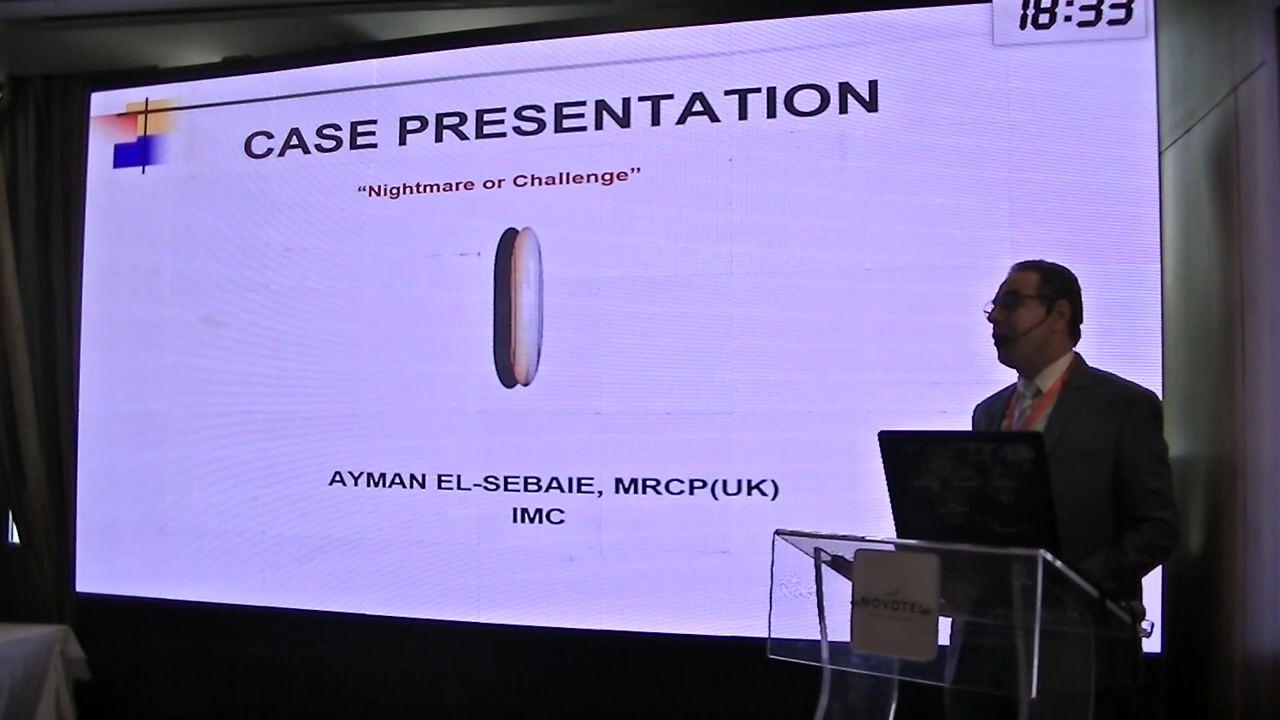 18:33
CASE PRESENTATION
“Nightmare or Challenge”
AYMAN EL-SEBAIE, MRCP(UK)
IMC
NOVOTEL